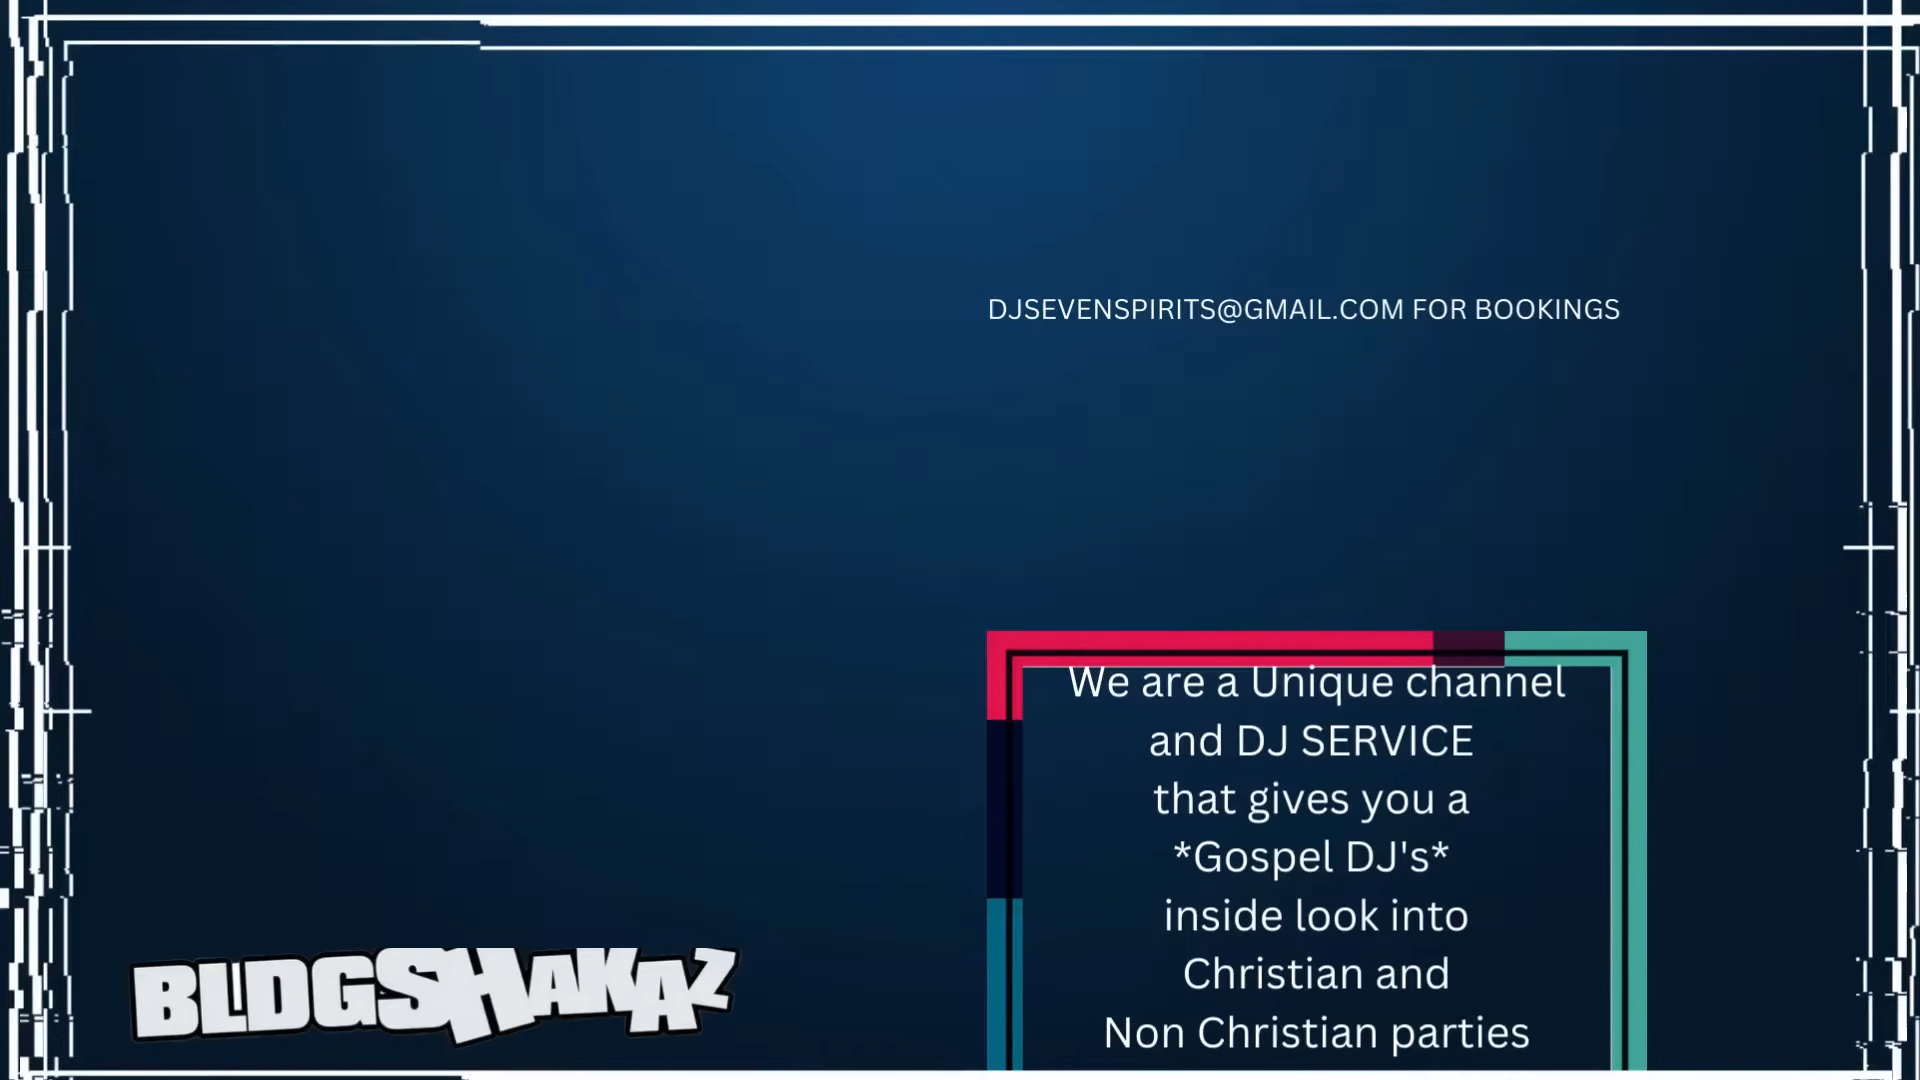 DJSEVENSPIRITS@GMAIL.COM FOR BOOKINGS
We are a Unique channel
and DJ SERVICE
that gives you a
*Gospel DJ's*
inside look into
Christian and
Non Christian parties
BLDGSHAKAZ